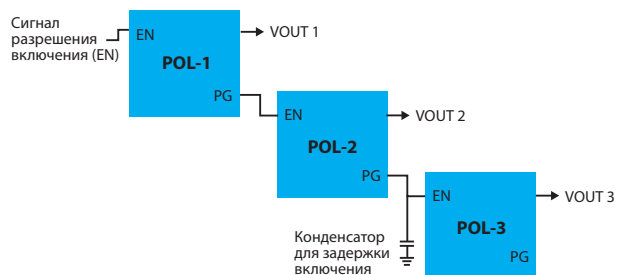 Сигнал
разрешения
включения (EN)
EN
VOUT 1
POL-1
PG
EN
VOUT 2
POL-2
PG
EN
VOUT 3
POL-3
PG
Конденсатор
для задержки
включения